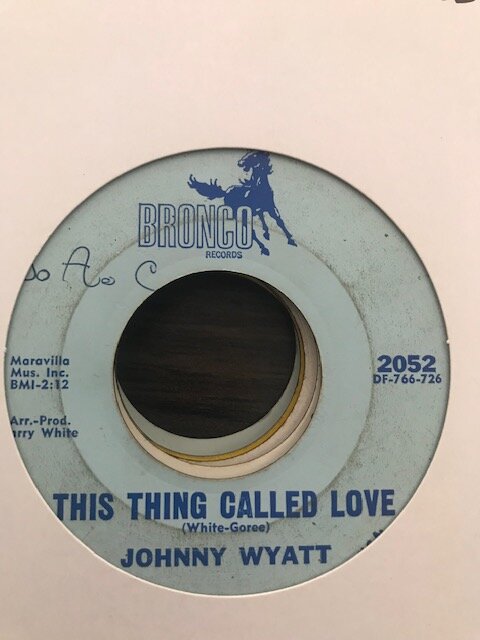 BRONCO
RECORDS
Maravilla
Mus. Inc.
BMI-2:12
Arr.-Prod.
arry White
2052
DF-766-726
THIS THING CALLED LOVE
(White-Goree)
JOHNNY WYATT